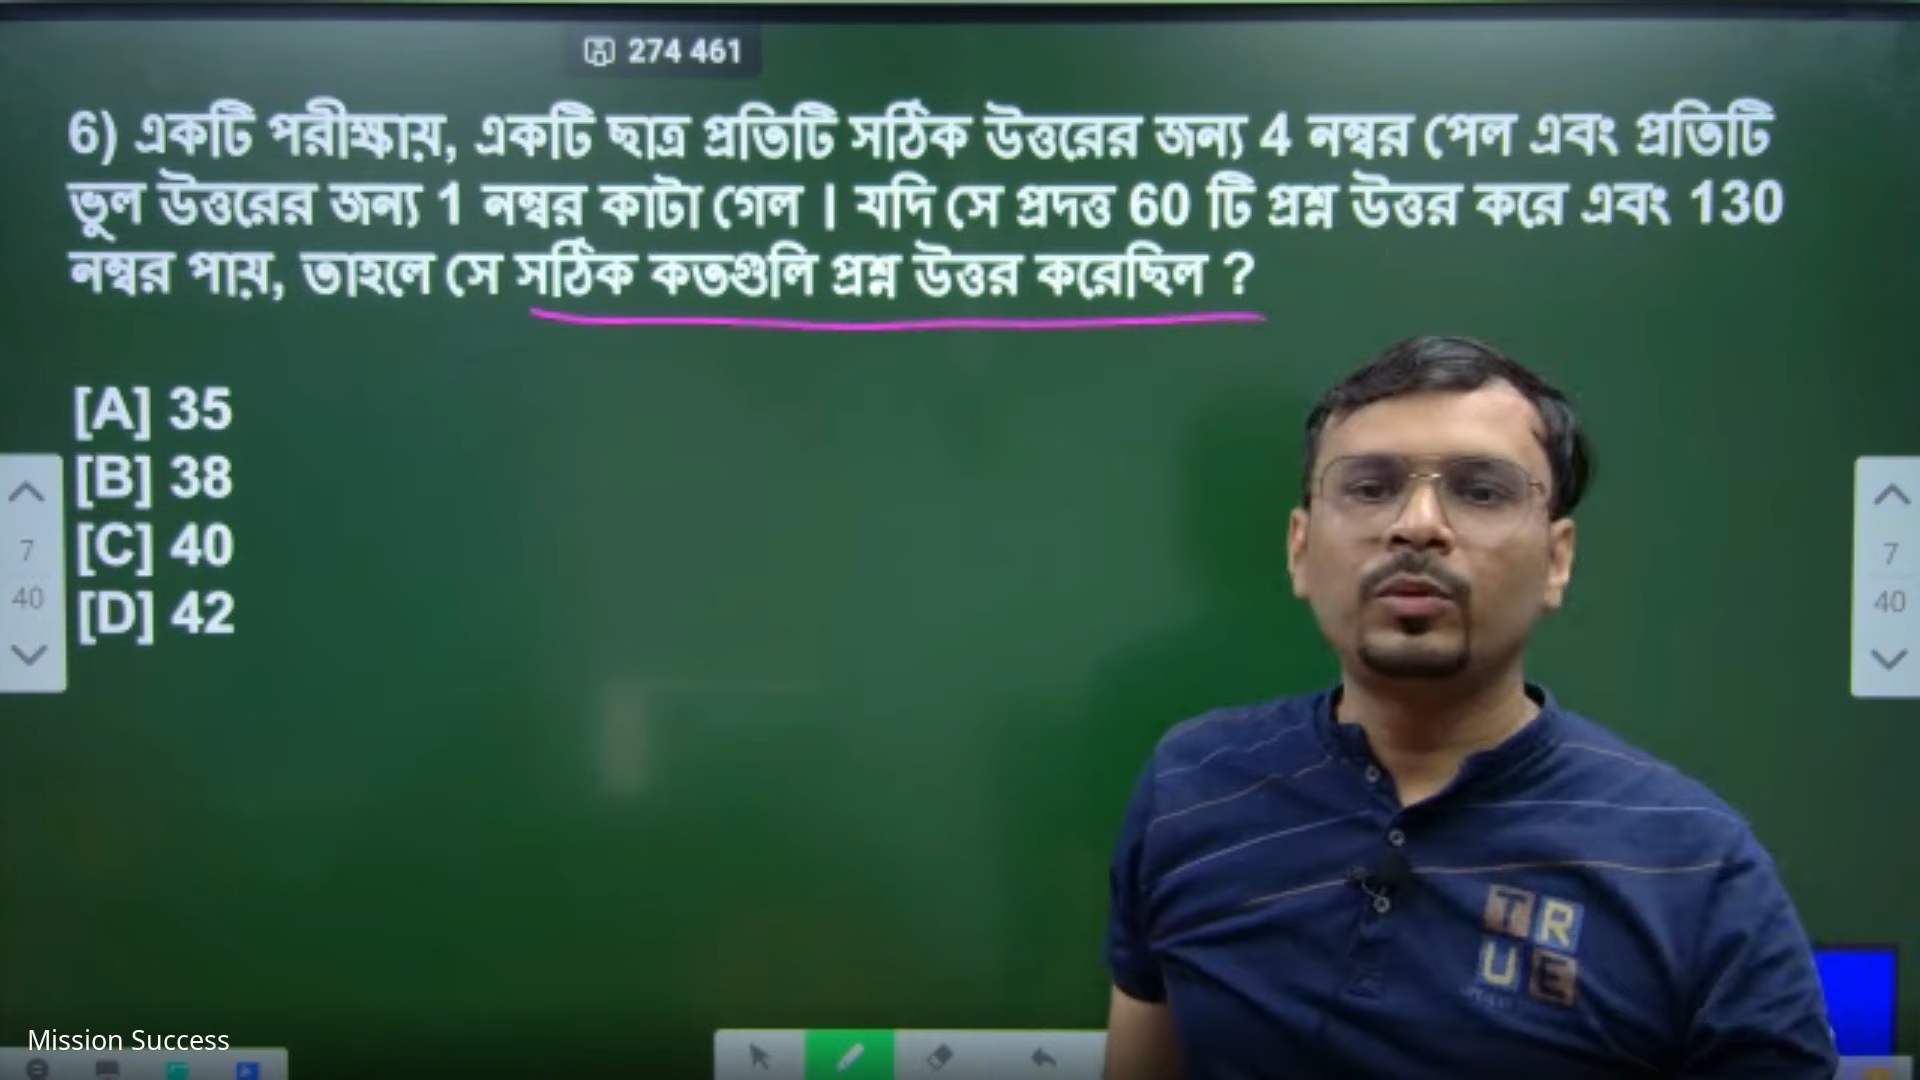 274 461
6) একটি পরীক্ষায়, একটি ছাত্র প্রতিটি সঠিক উত্তরের জন্য 4 নম্বর পেল এবং প্রতিটি
ভুল উত্তরের জন্য 1 নম্বর কাটা গেল । যদি সে প্রদত্ত 60 টি প্রশ্ন উত্তর করে এবং 130
নম্বর পায়, তাহলে সে সঠিক কতগুলি প্রশ্ন উত্তর করেছিল ?
[A] 35
[B] 38
[C] 40
[D] 42
7
40
7
40
TR
UE
Mission Success